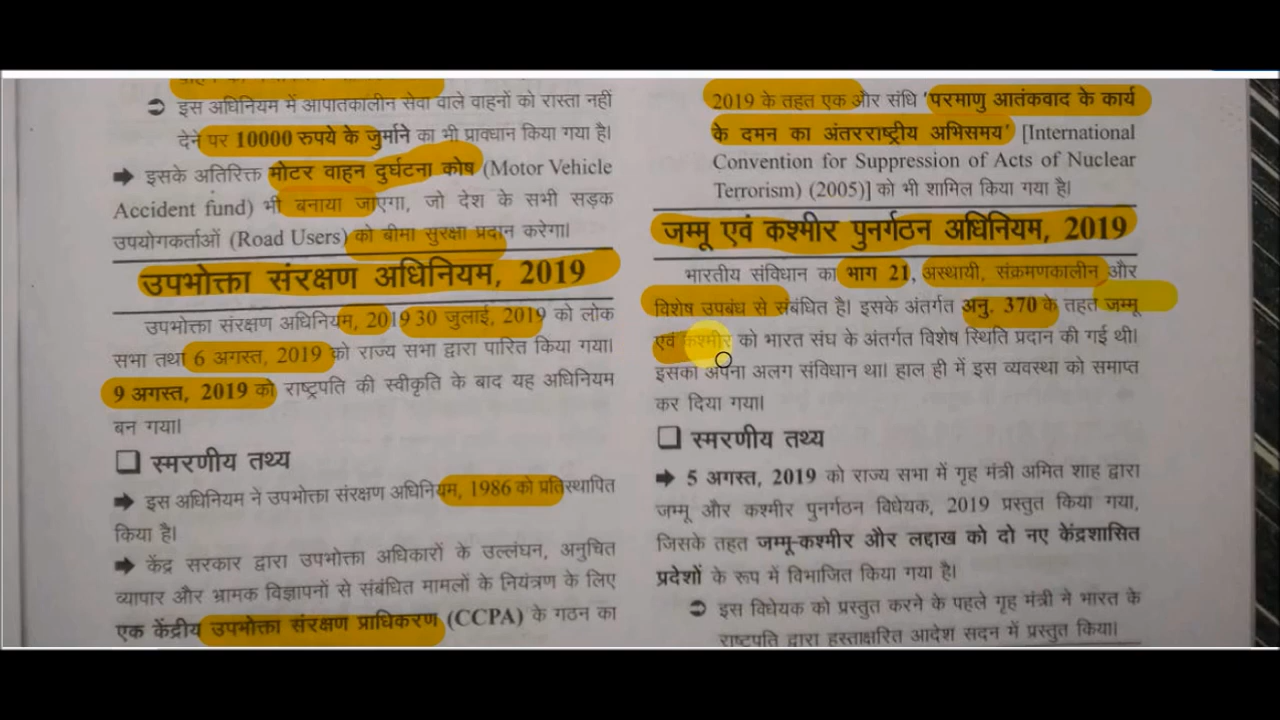 ⮊ इस अधिनियम में आपातकालीन सेवा वाले वाहनों को रास्ता नहीं
देने पर 10000 रुपये के जुर्माने का भी प्रावधान किया गया है।
➡ इसके अतिरिक्त मोटर वाहन दुर्घटना कोष (Motor Vehicle
Accident fund) भी बनाया जाएगा, जो देश के सभी सड़क
उपयोगकर्ताओं (Road Users) को बीमा सुरक्षा प्रदान करेगा।
उपभोक्ता संरक्षण अधिनियम, 2019
उपभोक्ता संरक्षण अधिनियम, 2019 30 जुलाई, 2019 को लोक
सभा तथा 6 अगस्त, 2019 को राज्य सभा द्वारा पारित किया गया।
9 अगस्त, 2019 को राष्ट्रपति की स्वीकृति के बाद यह अधिनियम
बन गया।
❑ स्मरणीय तथ्य
➡ इस अधिनियम ने उपभोक्ता संरक्षण अधिनियम, 1986 को प्रतिस्थापित
किया है।
➡ केंद्र सरकार द्वारा उपभोक्ता अधिकारों के उल्लंघन, अनुचित
व्यापार और भ्रामक विज्ञापनों से संबंधित मामलों के नियंत्रण के लिए
एक केंद्रीय उपभोक्ता संरक्षण प्राधिकरण (CCPA) के गठन का
2019 के तहत एक और संधि 'परमाणु आतंकवाद के कार्य
के दमन का अंतरराष्ट्रीय अभिसमय' [International
Convention for Suppression of Acts of Nuclear
Terrorism) (2005)] को भी शामिल किया गया है।
जम्मू एवं कश्मीर पुनर्गठन अधिनियम, 2019
भारतीय संविधान का भाग 21, अस्थायी, संक्रमणकालीन और
विशेष उपबंध से संबंधित है। इसके अंतर्गत अनु. 370 के तहत जम्मू
एवं कश्मीर को भारत संघ के अंतर्गत विशेष स्थिति प्रदान की गई थी।
इसका अपना अलग संविधान था। हाल ही में इस व्यवस्था को समाप्त
कर दिया गया।
❑ स्मरणीय तथ्य
➡ 5 अगस्त, 2019 को राज्य सभा में गृह मंत्री अमित शाह द्वारा
जम्मू और कश्मीर पुनर्गठन विधेयक, 2019 प्रस्तुत किया गया,
जिसके तहत जम्मू-कश्मीर और लद्दाख को दो नए केंद्रशासित
प्रदेशों के रूप में विभाजित किया गया है।
⮊ इस विधेयक को प्रस्तुत करने के पहले गृह मंत्री ने भारत के
राष्ट्रपति द्वारा हस्ताक्षरित आदेश सदन में प्रस्तुत किया।